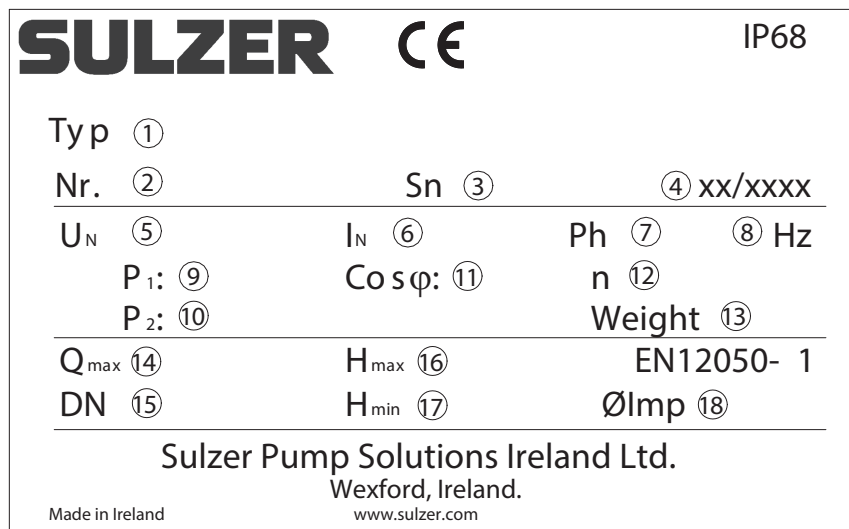 SULZER CE IP68
Typ ①
Nr. ② Sn ③ ④ xx/xxxx
UN ⑤ IN ⑥ Ph ⑦ ⑧ Hz
P1: ⑨ Cosφ: ⑪ n ⑫
P2: ⑩ Weight ⑬
Qmax ⑭ Hmax ⑯ EN12050- 1
DN ⑮ Hmin ⑰ ØImp ⑱
Sulzer Pump Solutions Ireland Ltd.
Wexford, Ireland.
Made in Ireland www.sulzer.com